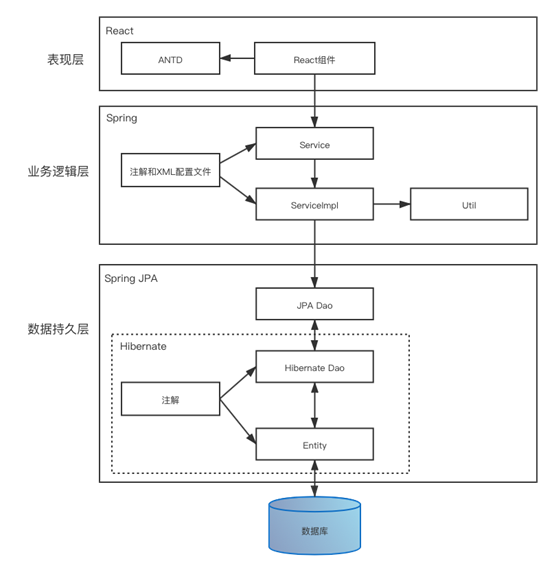 React
表现层
ANTD
React组件
Spring
Service
业务逻辑层
注解和XML配置文件
ServiceImpl
Util
Spring JPA
JPA Dao
数据持久层
Hibernate
Hibernate Dao
注解
Entity
数据库